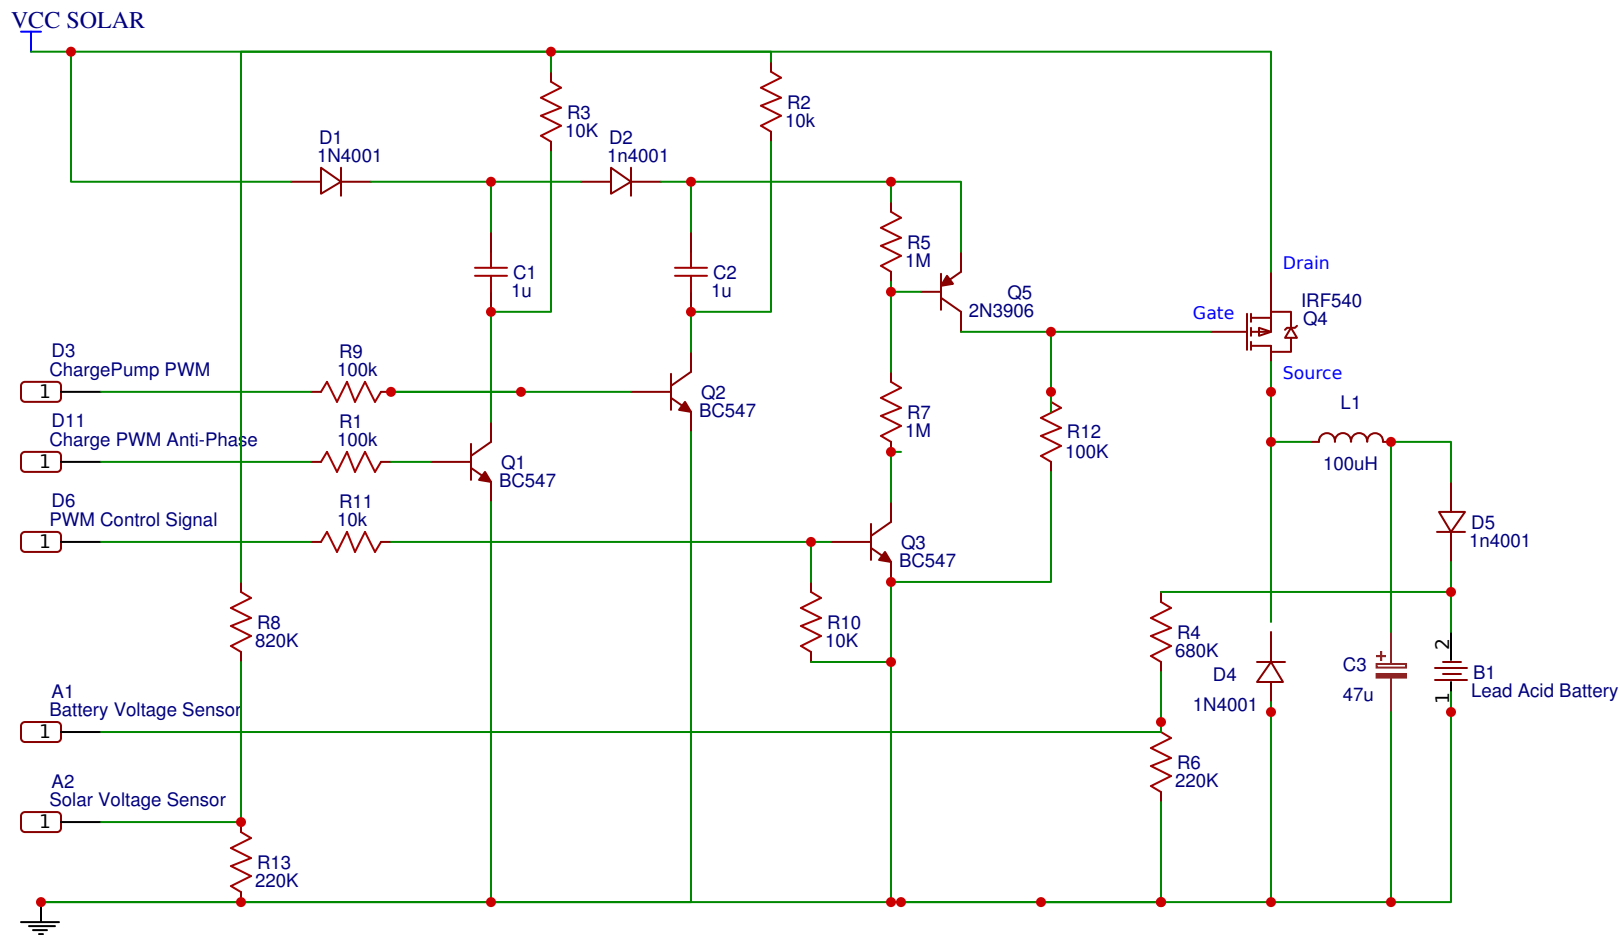 VCC SOLAR
R3
10K
R2
10k
D1
1N4001
D2
1n4001
C1
1u
C2
1u
R5
1M
Q5
2N3906
Drain
Gate
IRF540
Q4
Source
D3
ChargePump PWM
1
R9
100k
Q2
BC547
R7
1M
R12
100K
L1
100uH
D11
Charge PWM Anti-Phase
1
R1
100k
Q1
BC547
D6
PWM Control Signal
1
R11
10k
Q3
BC547
D5
1n4001
R8
820K
R10
10K
R4
680K
D4
1N4001
C3
+
47u
2
B1
Lead Acid Battery
1
A1
Battery Voltage Sensor
1
R6
220K
A2
Solar Voltage Sensor
1
R13
220K